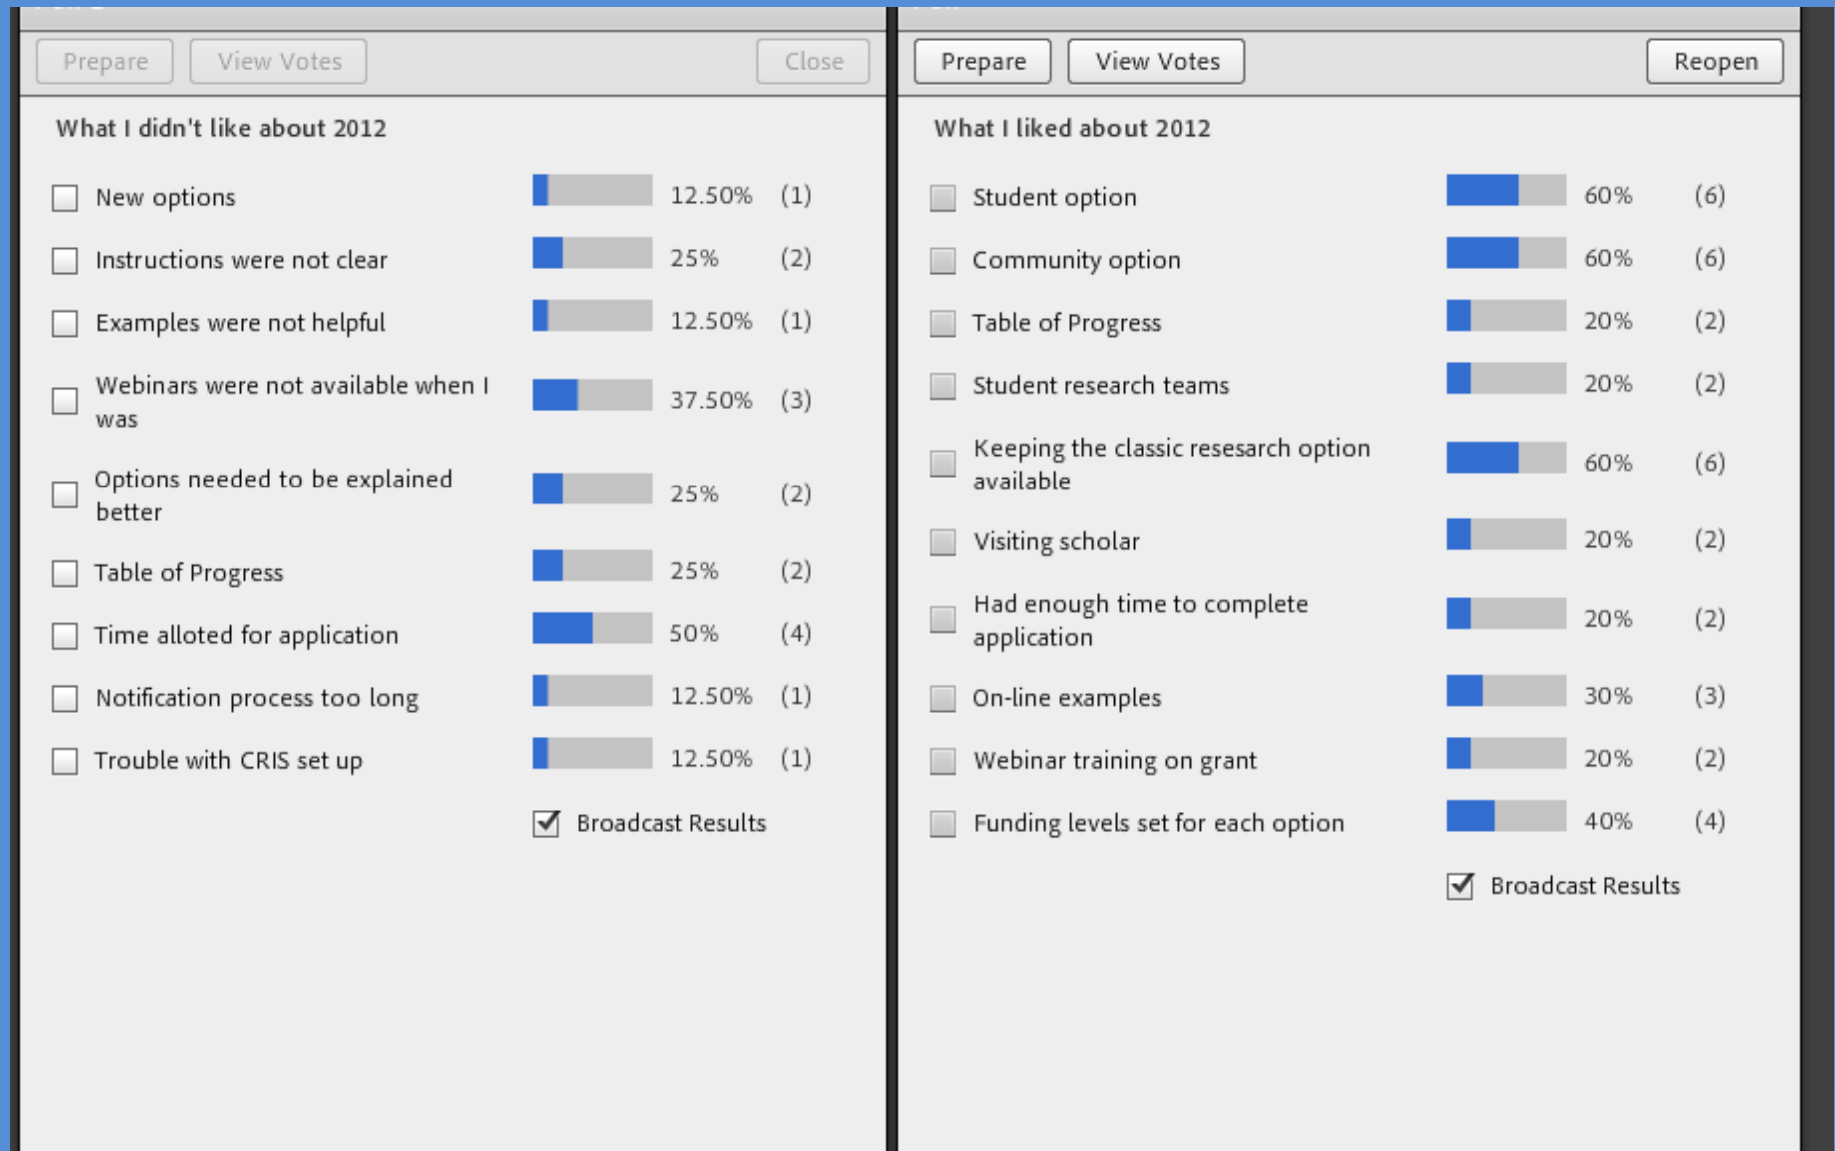 Prepare View Votes Close
What I didn't like about 2012
New options 12.50% (1)
Instructions were not clear 25% (2)
Examples were not helpful 12.50% (1)
Webinars were not available when I
was 37.50% (3)
Options needed to be explained
better 25% (2)
Table of Progress 25% (2)
Time alloted for application 50% (4)
Notification process too long 12.50% (1)
Trouble with CRIS set up 12.50% (1)
Broadcast Results
Prepare View Votes Reopen
What I liked about 2012
Student option 60% (6)
Community option 60% (6)
Table of Progress 20% (2)
Student research teams 20% (2)
Keeping the classic resesarch option
available 60% (6)
Visiting scholar 20% (2)
Had enough time to complete
application 20% (2)
On-line examples 30% (3)
Webinar training on grant 20% (2)
Funding levels set for each option 40% (4)
Broadcast Results